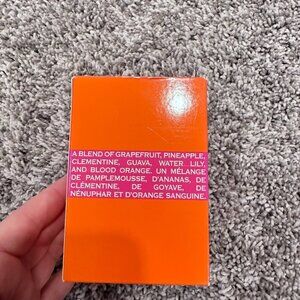 A BLEND OF GRAPEFRUIT, PINEAPPLE,
CLEMENTINE, GUAVA, WATER LILY,
AND BLOOD ORANGE. UN MÉLANGE
DE PAMPLEMOUSSE, D'ANANAS, DE
CLÉMENTINE, DE GOYAVE, DE
NÉNUPHAR ET D'ORANGE SANGUINE.